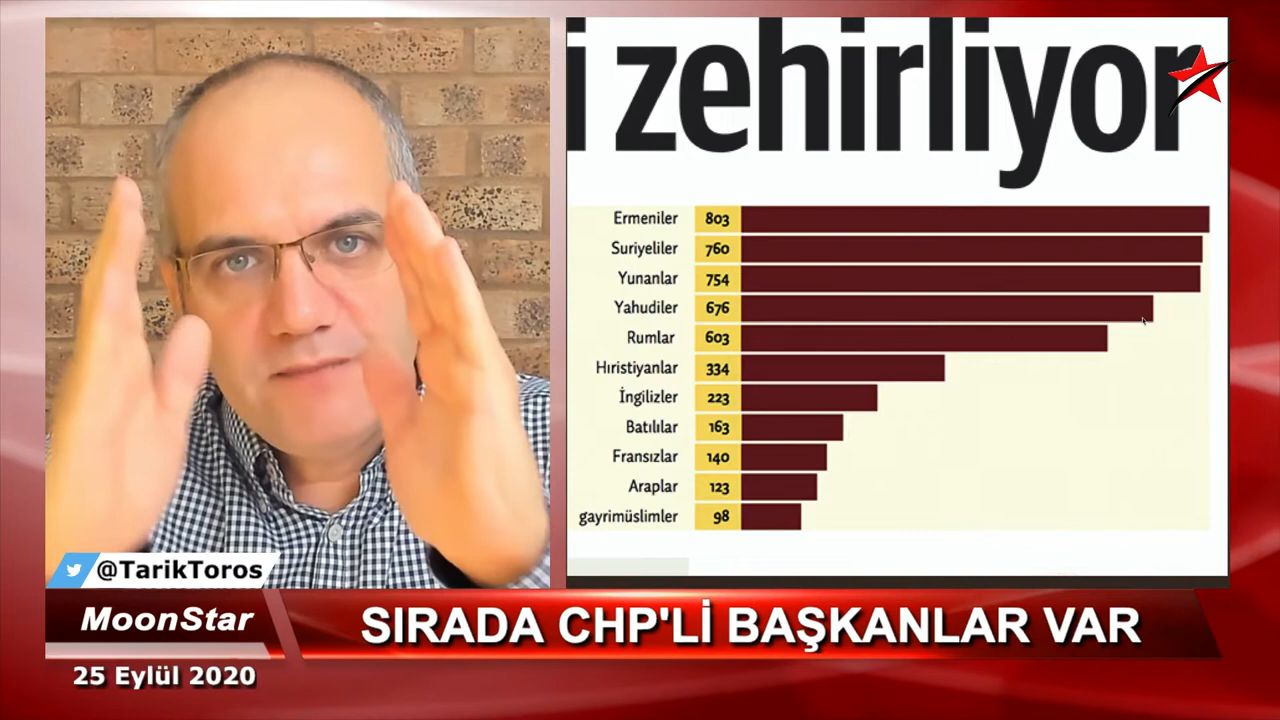 i zehirliyor
Ermeniler 803
Suriyeliler 760
Yunanlar 754
Yahudiler 676
Rumlar 603
Hıristiyanlar 334
İngilizler 223
Batılılar 163
Fransızlar 140
Araplar 123
gayrimüslimler 98
@TarikToros
MoonStar
SIRADA CHP'Lİ BAŞKANLAR VAR
25 Eylül 2020